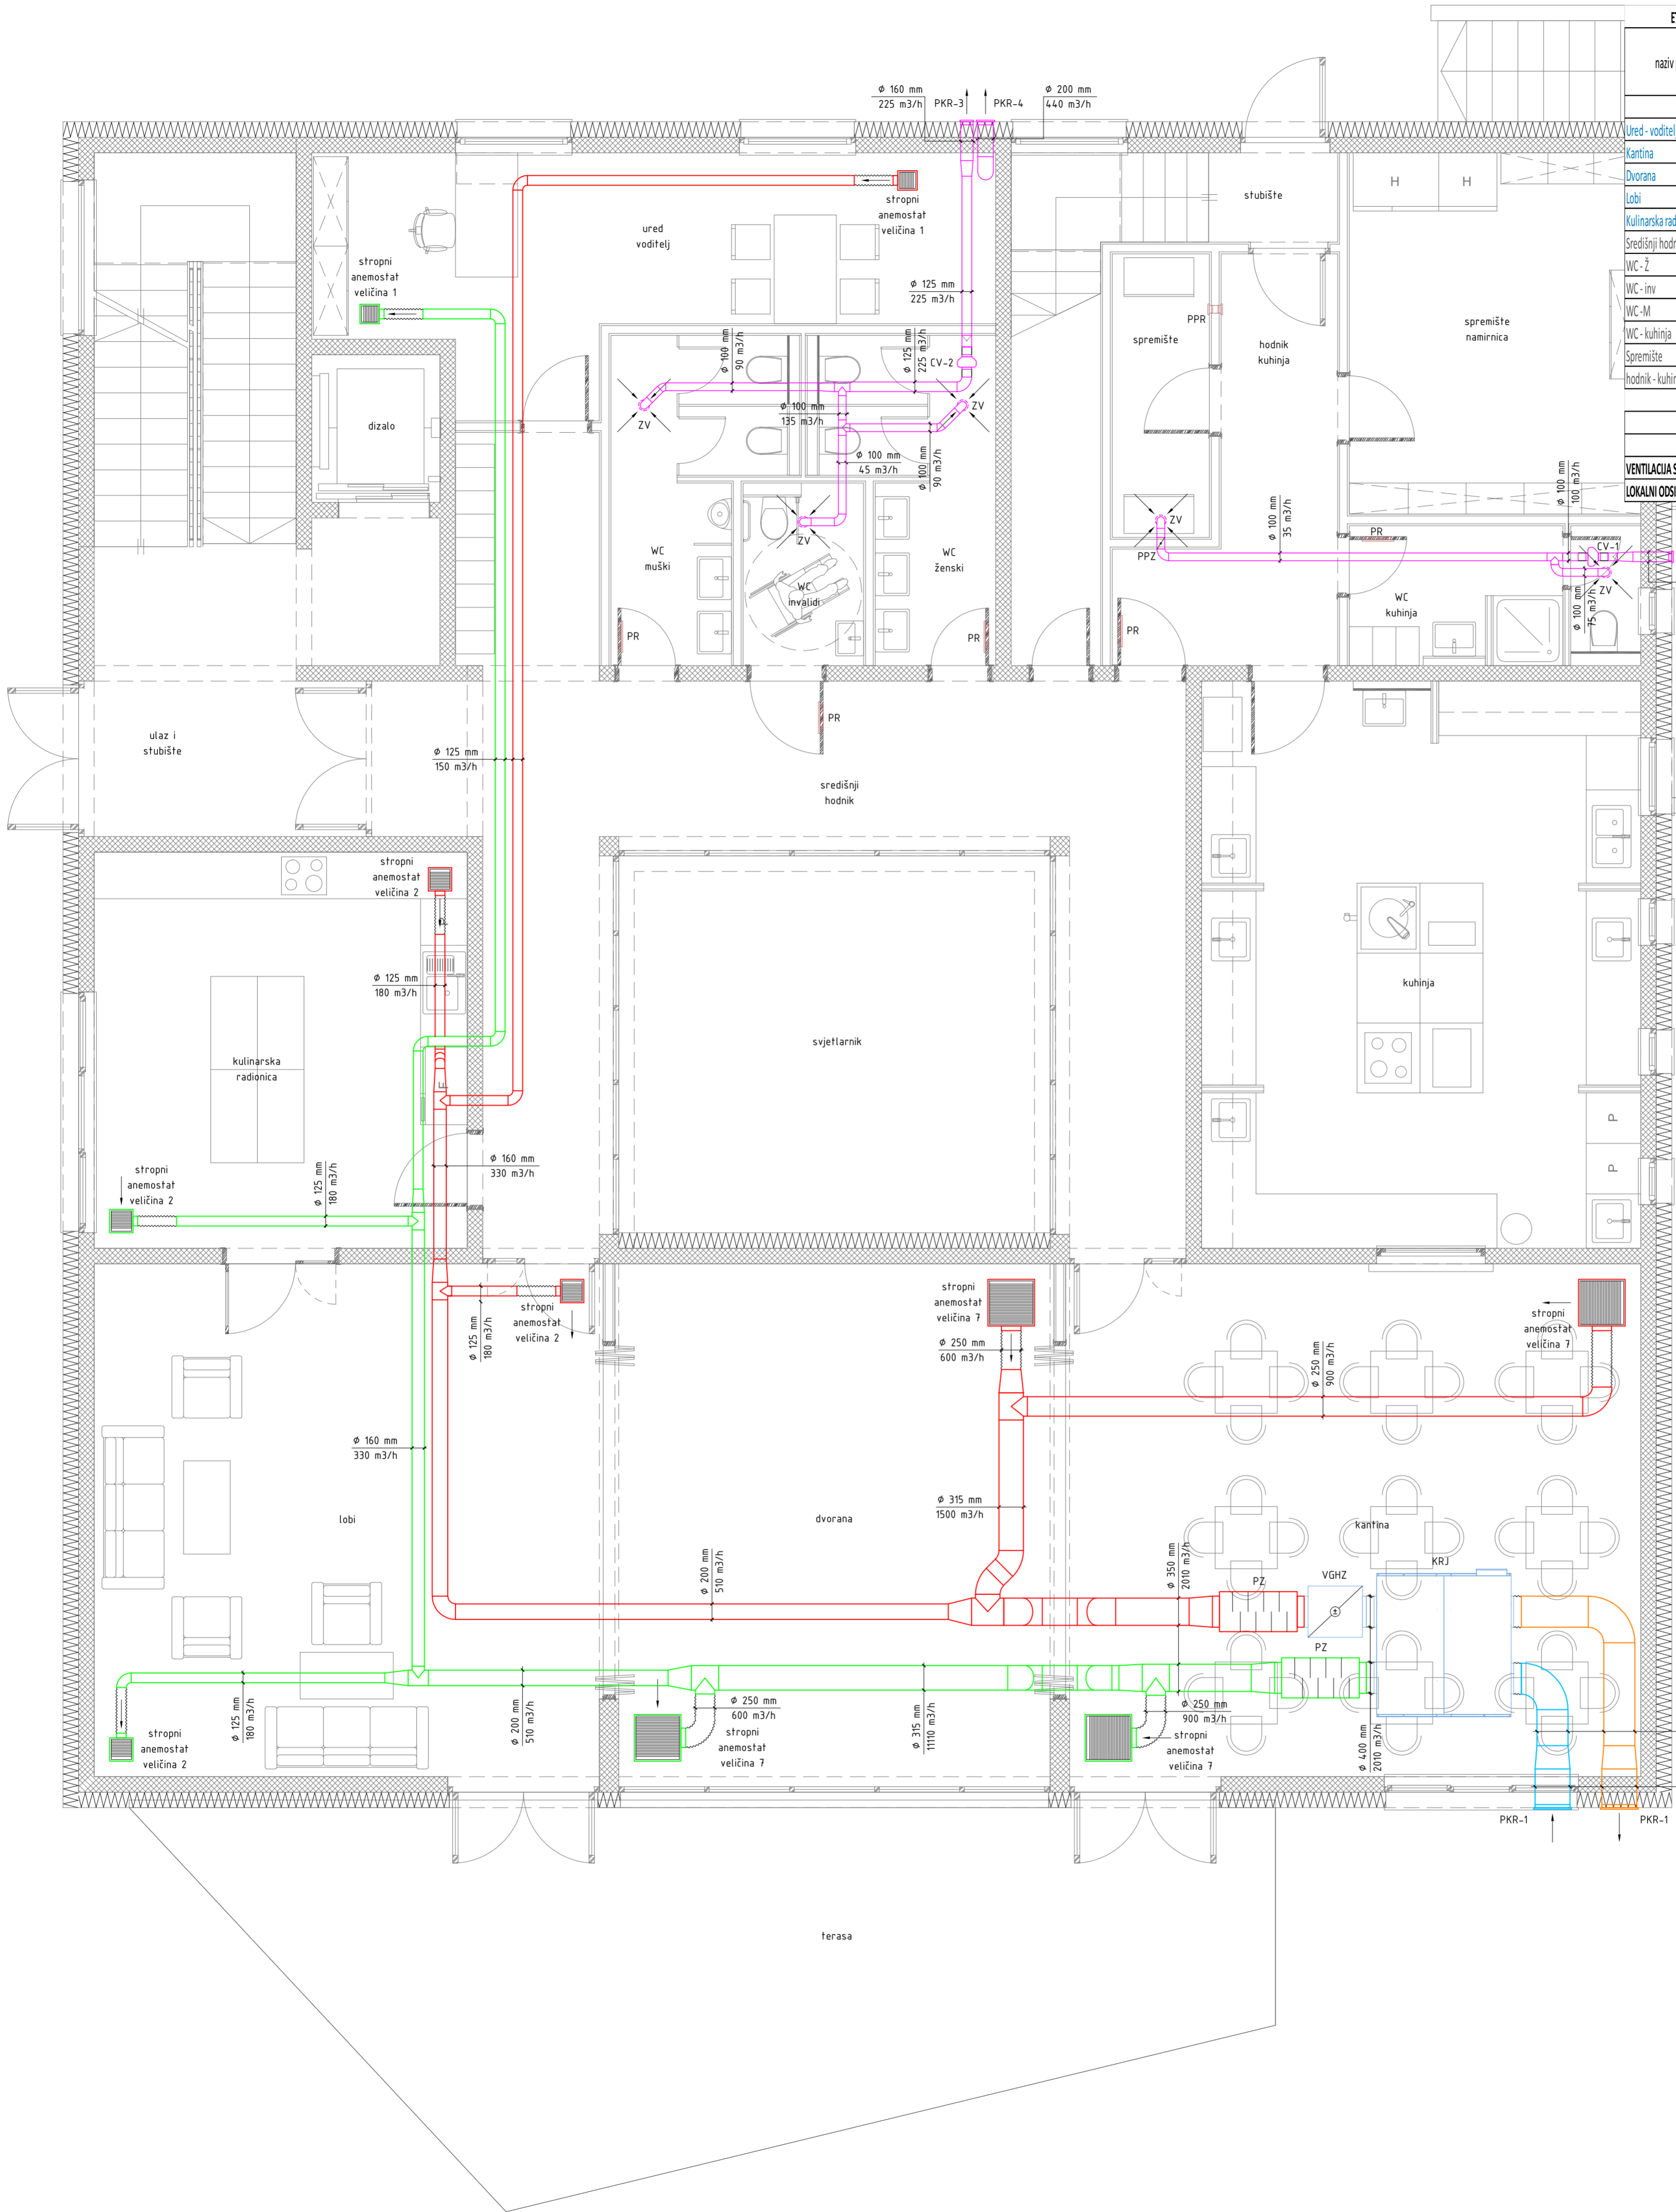 E
naziv
Ured - voditel
Kantina
Dvorana
Lobi
Kulinarska rad
Središnji hodn
WC - Ž
WC - inv
WC -M
WC - kuhinja
Spremište
hodnik - kuhin
VENTILACIJA S
LOKALNI ODSI
ϕ 160 mm
225 m3/h
PKR-3
PKR-4
ϕ 200 mm
440 m3/h
stropni
anemostat
veličina 1
ured
voditelj
stubište
H
H
stropni
anemostat
veličina 1
ϕ 125 mm
225 m3/h
PPR
spremište
hodnik
kuhinja
spremište
namirnica
ϕ 100 mm
90 m3/h
ϕ 125 mm
225 m3/h
CV-2
ZV
ZV
ϕ 100 mm
135 m3/h
dizalo
ϕ 100 mm
45 m3/h
ϕ 100 mm
90 m3/h
ϕ 100 mm
35 m3/h
ϕ 100 mm
100 m3/h
ZV
ZV
PPZ
PR
CV-1
ZV
ϕ 100 mm
75 m3/h
WC
muški
WC
invalidi
WC
ženski
WC
kuhinja
PR
PR
PR
PR
ulaz i
stubište
ϕ 125 mm
150 m3/h
središnji
hodnik
stropni
anemostat
veličina 2
ϕ 125 mm
180 m3/h
kuhinja
svjetlarnik
kulinarska
radionica
F
P
P
stropni
anemostat
veličina 2
ϕ 125 mm
180 m3/h
ϕ 160 mm
330 m3/h
stropni
anemostat
veličina 2
ϕ 125 mm
180 m3/h
stropni
anemostat
veličina 7
ϕ 250 mm
600 m3/h
stropni
anemostat
veličina 7
ϕ 250 mm
900 m3/h
ϕ 160 mm
330 m3/h
ϕ 315 mm
1500 m3/h
lobi
dvorana
kantina
ϕ 200 mm
510 m3/h
ϕ 350 mm
2010 m3/h
PZ
VGHZ
KRJ
PZ
ϕ 125 mm
180 m3/h
stropni
anemostat
veličina 2
ϕ 200 mm
510 m3/h
ϕ 250 mm
600 m3/h
stropni
anemostat
veličina 7
ϕ 315 mm
11110 m3/h
ϕ 250 mm
900 m3/h
stropni
anemostat
veličina 7
ϕ 400 mm
2010 m3/h
PKR-1
PKR-1
terasa